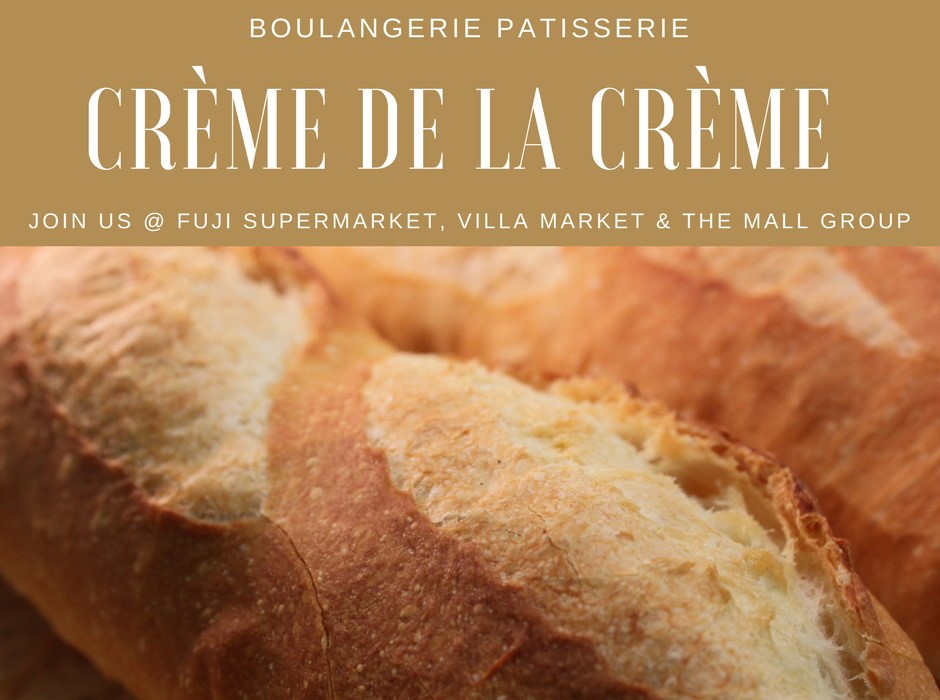 BOULANGERIE PATISSERIE
CRÈME DE LA CRÈME
JOIN US @ FUJI SUPERMARKET, VILLA MARKET & THE MALL GROUP